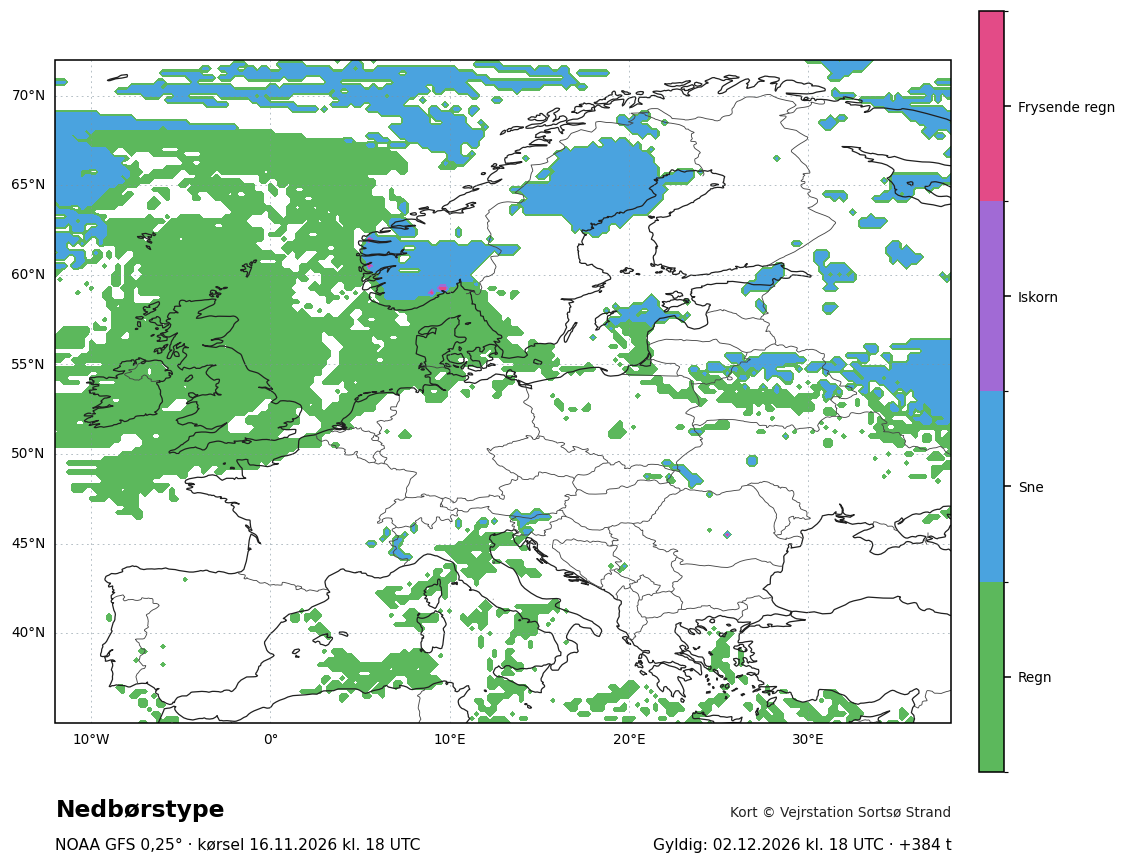 Frysende regn
Iskorn
Sne
Regn
70°N
65°N
60°N
55°N
50°N
45°N
40°N
10°W
0°
10°E
20°E
30°E
Nedbørstype
Kort © Vejrstation Sortsø Strand
NOAA GFS 0,25° · kørsel 16.11.2026 kl. 18 UTC
Gyldig: 02.12.2026 kl. 18 UTC · +384 t